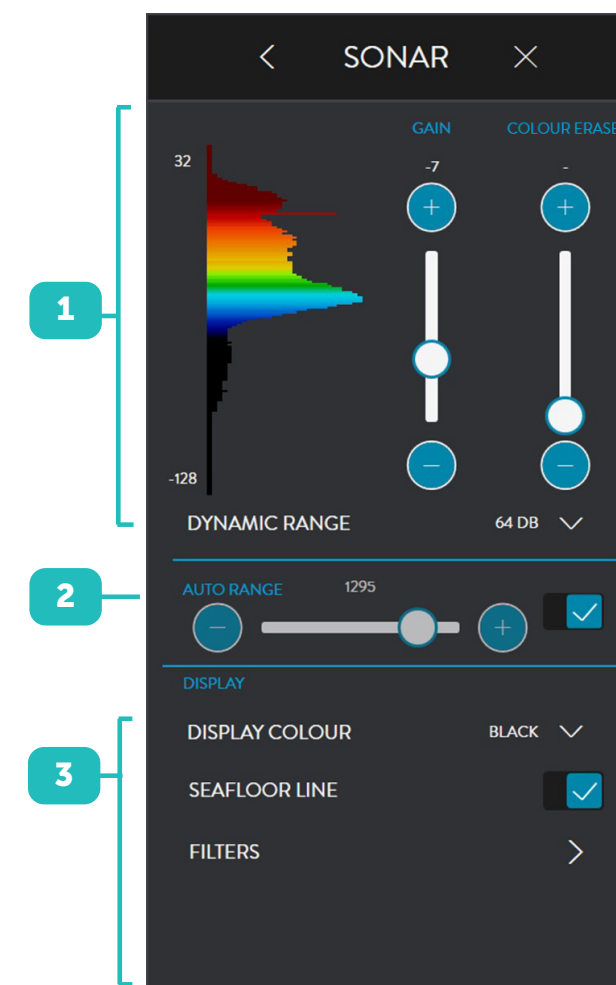 SONAR
GAIN COLOUR ERASE
32 -7 -
1
-128
DYNAMIC RANGE 64 DB
2
AUTO RANGE 1295
DISPLAY
DISPLAY COLOUR BLACK
3
SEAFLOOR LINE
FILTERS